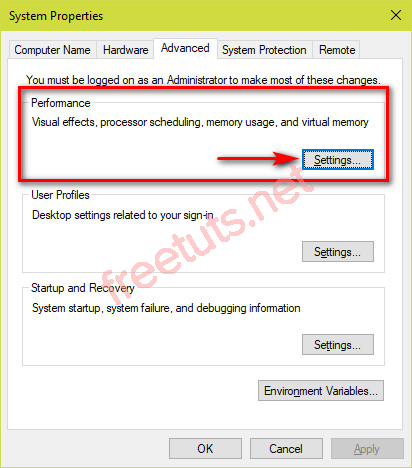 System Properties
Computer Name Hardware Advanced System Protection Remote
You must be logged on as an Administrator to make most of these changes.
Performance
Visual effects, processor scheduling, memory usage, and virtual memory
Settings...
User Profiles
Desktop settings related to your sign-in
Settings...
Startup and Recovery
System startup, system failure, and debugging information
Settings...
Environment Variables...
OK Cancel Apply
freetuts.net